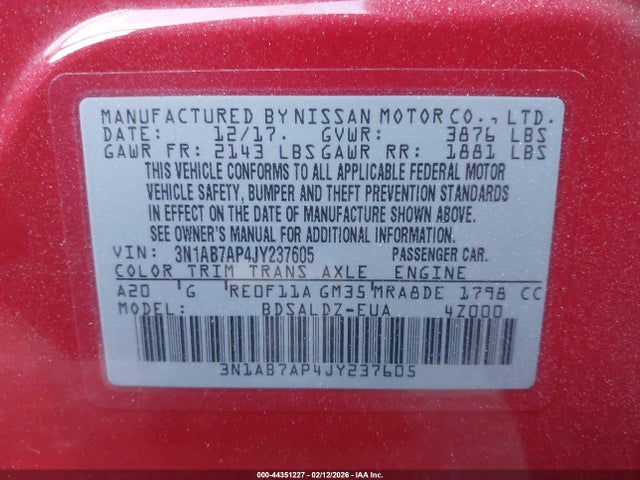 MANUFACTURED BY NISSAN MOTOR CO., LTD.
DATE: 12/17. GVWR: 3876 LBS
GAWR FR: 2143 LBS GAWR RR: 1881 LBS
THIS VEHICLE CONFORMS TO ALL APPLICABLE FEDERAL MOTOR
VEHICLE SAFETY, BUMPER AND THEFT PREVENTION STANDARDS
IN EFFECT ON THE DATE OF MANUFACTURE SHOWN ABOVE.
SEE OWNER'S MANUAL FOR ADDITIONAL INFORMATION.
VIN: 3N1AB7AP4JY237605 PASSENGER CAR.
COLOR TRIM TRANS AXLE ENGINE
A20 G RE0F11A GM35 MRA8DE 1798 CC
MODEL: BDSALDZ-EUA 4Z000
3N1AB7AP4JY237605
000-44351227 - 02/12/2026 - IAA Inc.